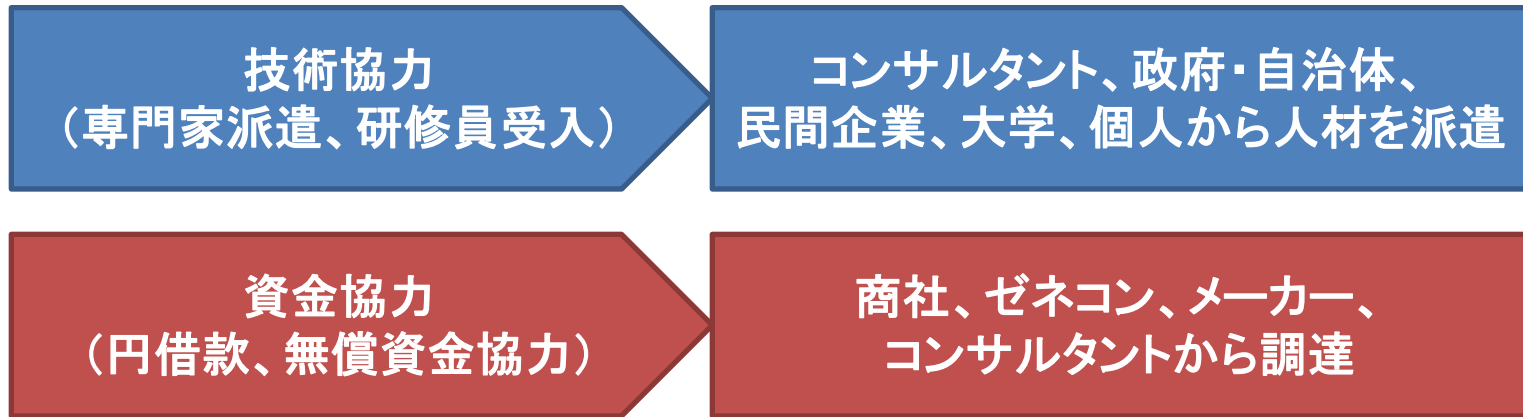 技術協力
（専門家派遣、研修員受入）
コンサルタント、政府・自治体、
民間企業、大学、個人から人材を派遣
資金協力
（円借款、無償資金協力）
商社、ゼネコン、メーカー、
コンサルタントから調達